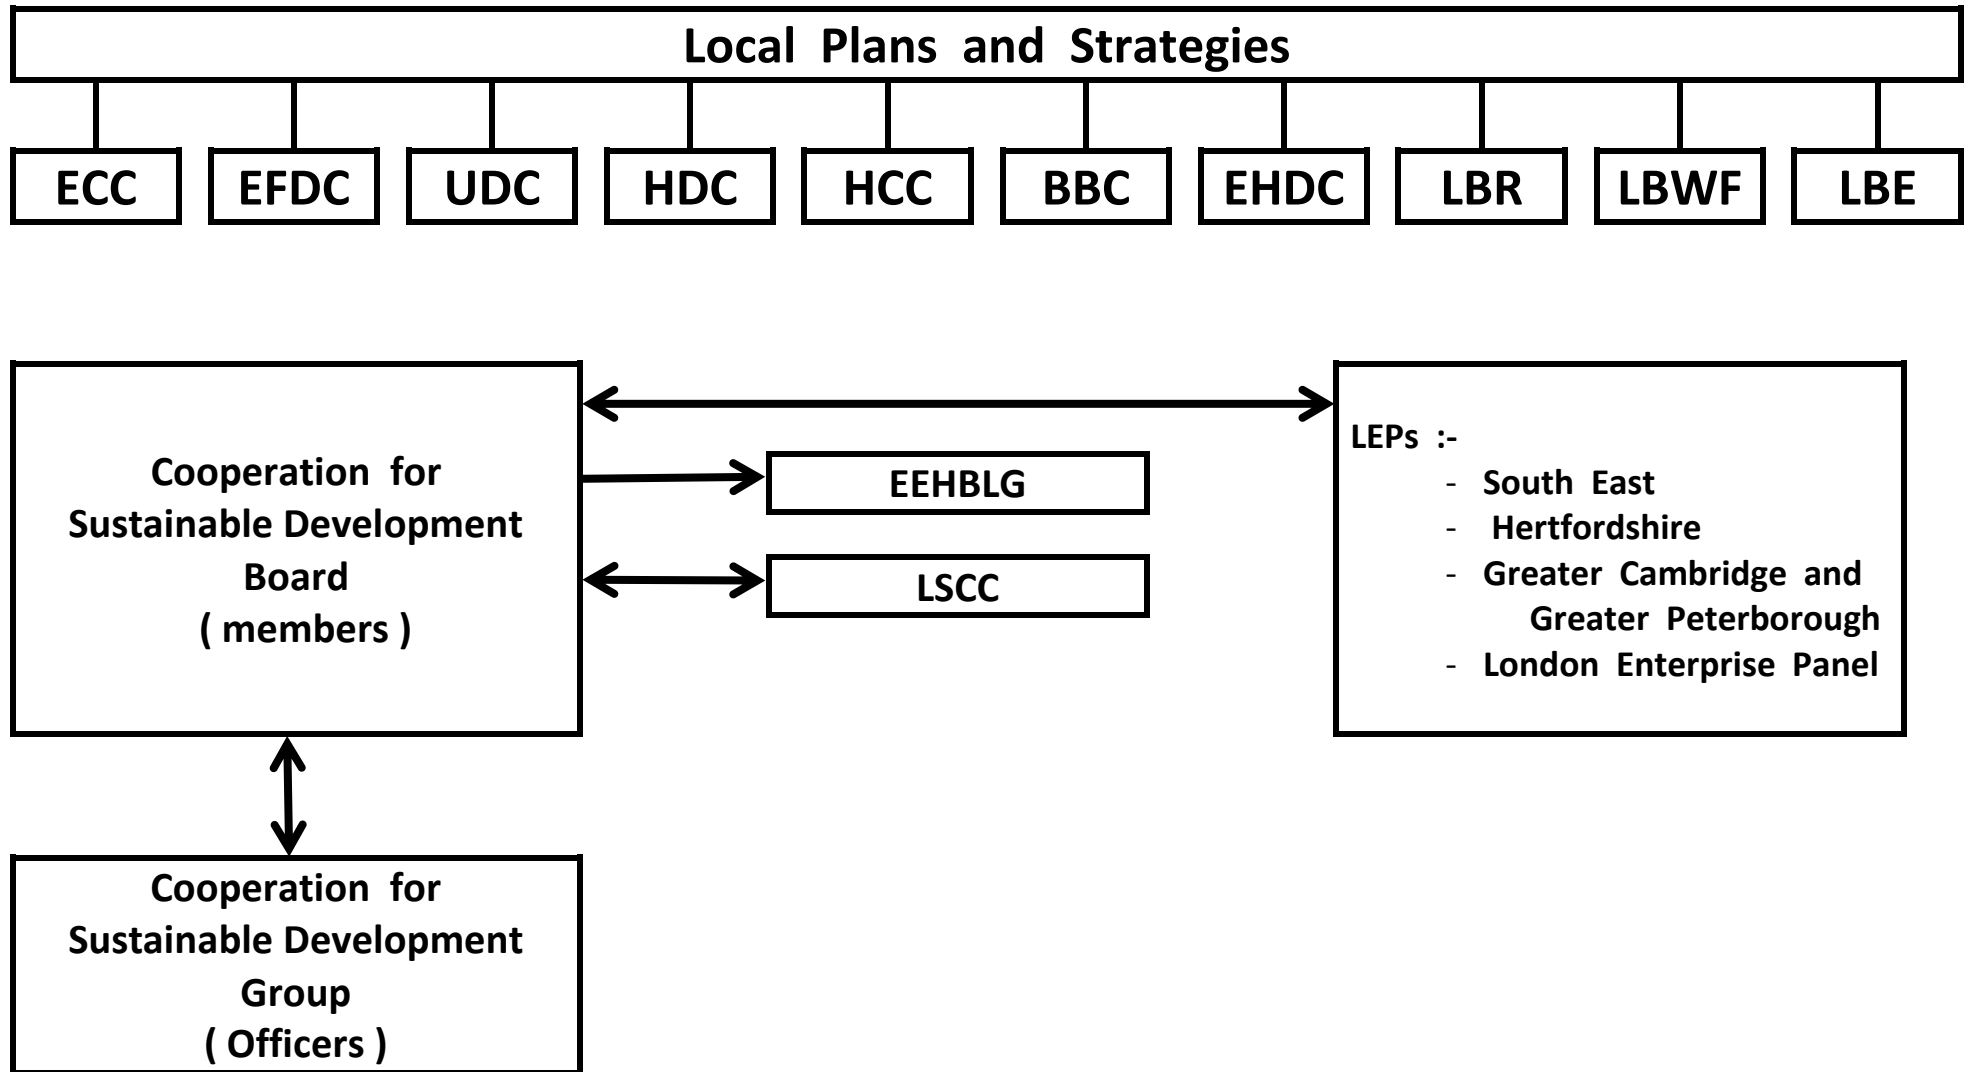 Local Plans and Strategies
ECC EFDC UDC HDC HCC BBC EHDC LBR LBWF LBE
Cooperation for
Sustainable Development
Board
( members )
EEHBLG
LSCC
LEPs :-
- South East
- Hertfordshire
- Greater Cambridge and
Greater Peterborough
- London Enterprise Panel
Cooperation for
Sustainable Development
Group
( Officers )